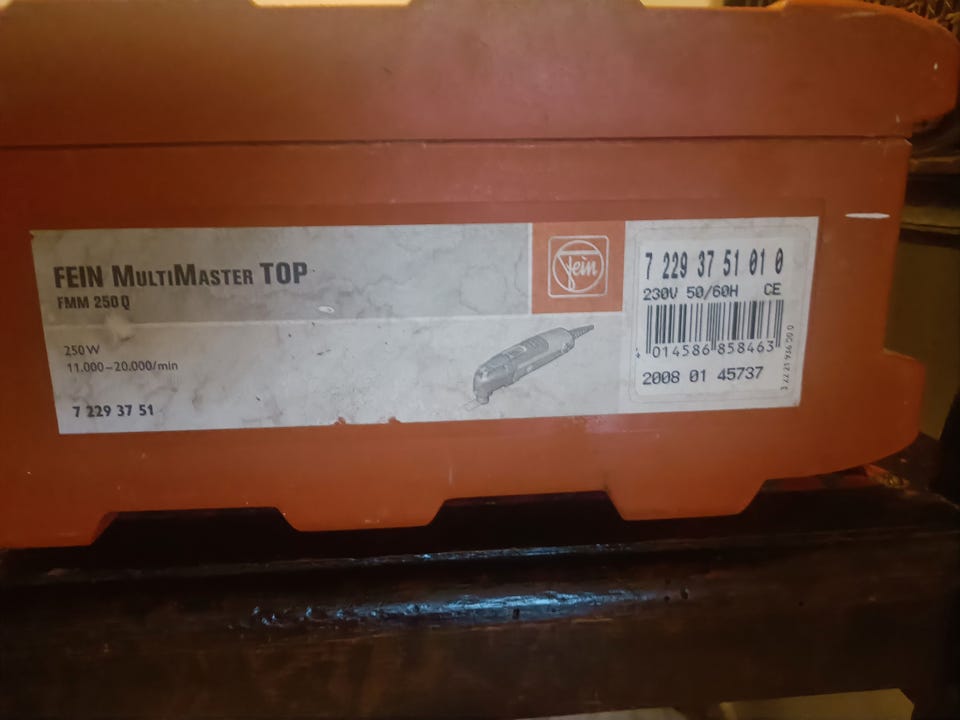 FEIN MULTIMASTER TOP
FMM 250 Q
250 W
11.000–20.000/min
7 229 37 51
fein
7 229 37 51 01 0
230V 50/60H CE
4 014586 858463
2008 01 45737